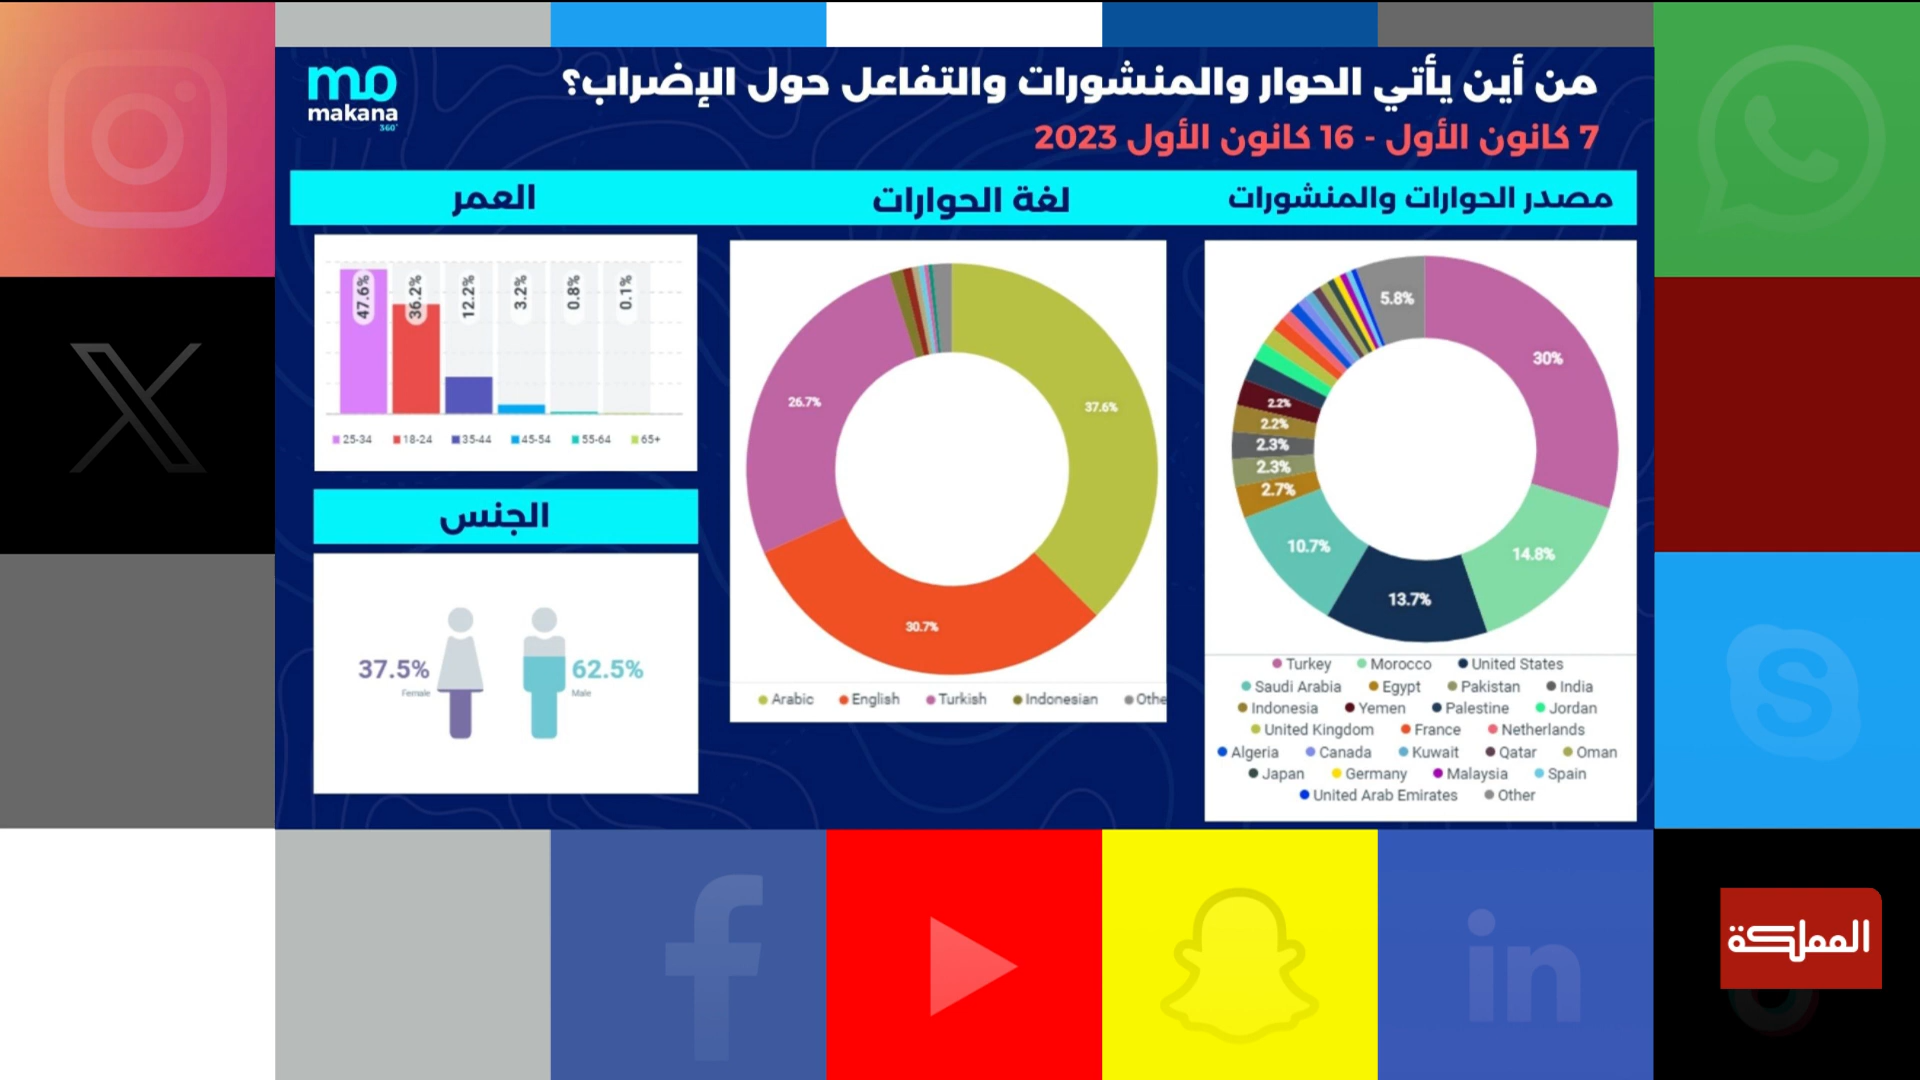 mo
makana
360°
من أين يأتي الحوار والمنشورات والتفاعل حول الإضراب؟
7 كانون الأول - 16 كانون الأول 2023
مصدر الحوارات والمنشورات
لغة الحوارات
العمر
30%
14.8%
13.7%
10.7%
2.7%
2.3%
2.3%
2.2%
2.2%
5.8%
Turkey Morocco United States
Saudi Arabia Egypt Pakistan India
Indonesia Yemen Palestine Jordan
United Kingdom France Netherlands
Algeria Canada Kuwait Qatar Oman
Japan Germany Malaysia Spain
United Arab Emirates Other
37.6%
30.7%
26.7%
Arabic English Turkish Indonesian Othe
47.6% 36.2% 12.2% 3.2% 0.8% 0.1%
25-34 18-24 35-44 45-54 55-64 65+
الجنس
37.5%
Female
62.5%
Male
المملكة
in